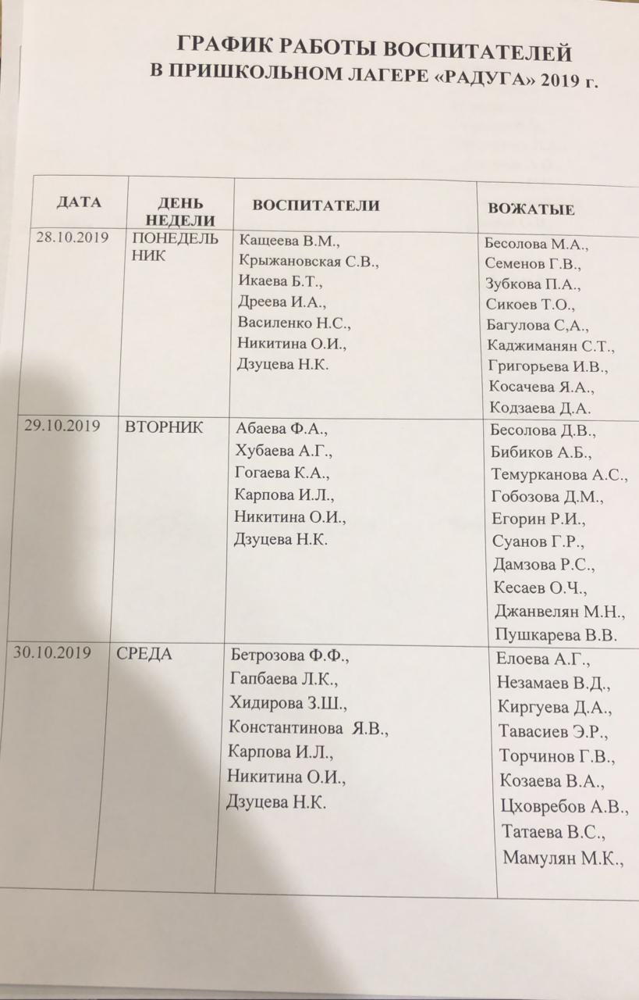 ГРАФИК РАБОТЫ ВОСПИТАТЕЛЕЙ
В ПРИШКОЛЬНОМ ЛАГЕРЕ «РАДУГА» 2019 г.
ДАТА
ДЕНЬ
НЕДЕЛИ
ВОСПИТАТЕЛИ
ВОЖАТЫЕ
28.10.2019
ПОНЕДЕЛЬ
НИК
Кащеева В.М.,
Крыжановская С.В.,
Икаева Б.Т.,
Дреева И.А.,
Василенко Н.С.,
Никитина О.И.,
Дзуцева Н.К.
Бесолова М.А.,
Семенов Г.В.,
Зубкова П.А.,
Сикоев Т.О.,
Багулова С,А.,
Каджиманян С.Т.,
Григорьева И.В.,
Косачева Я.А.,
Кодзаева Д.А.
29.10.2019
ВТОРНИК
Абаева Ф.А.,
Хубаева А.Г.,
Гогаева К.А.,
Карпова И.Л.,
Никитина О.И.,
Дзуцева Н.К.
Бесолова Д.В.,
Бибиков А.Б.,
Темурканова А.С.,
Гобозова Д.М.,
Егорин Р.И.,
Суанов Г.Р.,
Дамзова Р.С.,
Кесаев О.Ч.,
Джанвелян М.Н.,
Пушкарева В.В.
30.10.2019
СРЕДА
Бетрозова Ф.Ф.,
Гапбаева Л.К.,
Хидирова З.Ш.,
Константинова Я.В.,
Карпова И.Л.,
Никитина О.И.,
Дзуцева Н.К.
Елоева А.Г.,
Незамаев В.Д.,
Киргуева Д.А.,
Тавасиев Э.Р.,
Торчинов Г.В.,
Козаева В.А.,
Цховребов А.В.,
Татаева В.С.,
Мамулян М.К.,